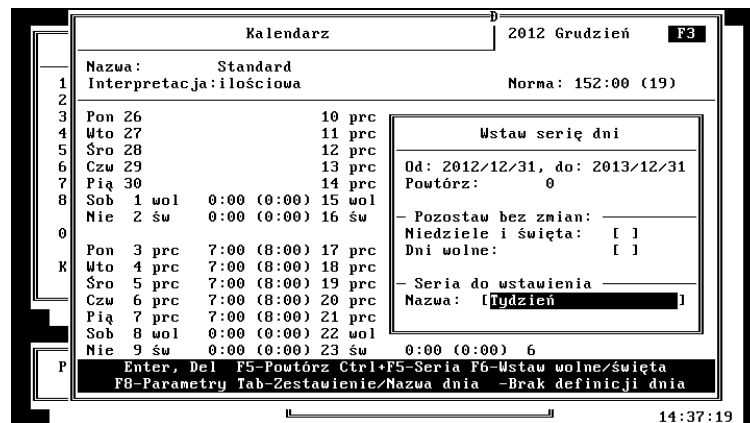 D
Kalendarz 2012 Grudzień F3
Nazwa: Standard
Interpretacja:ilościowa Norma: 152:00 (19)
1
2
3 Pon 26 10 prc
4 Wto 27 11 prc Wstaw serię dni
5 Śro 28 12 prc
6 Czw 29 13 prc Od: 2012/12/31, do: 2013/12/31
7 Pią 30 14 prc Powtórz: 0
8 Sob 1 wol 0:00 (0:00) 15 wol
Nie 2 św 0:00 (0:00) 16 św Pozostaw bez zmian:
0 Niedziele i święta: [ ]
Pon 3 prc 7:00 (8:00) 17 prc Dni wolne: [ ]
K Wto 4 prc 7:00 (8:00) 18 prc
Śro 5 prc 7:00 (8:00) 19 prc Seria do wstawienia
Czw 6 prc 7:00 (8:00) 20 prc Nazwa: [Tydzień ]
Pią 7 prc 7:00 (8:00) 21 prc
Sob 8 wol 0:00 (0:00) 22 wol
Nie 9 św 0:00 (0:00) 23 św 0:00 (0:00) 6
P Enter, Del F5-Powtórz Ctrl+F5-Seria F6-Wstaw wolne/święta
F8-Parametry Tab-Zestawienie/Nazwa dnia -Brak definicji dnia
14:37:19